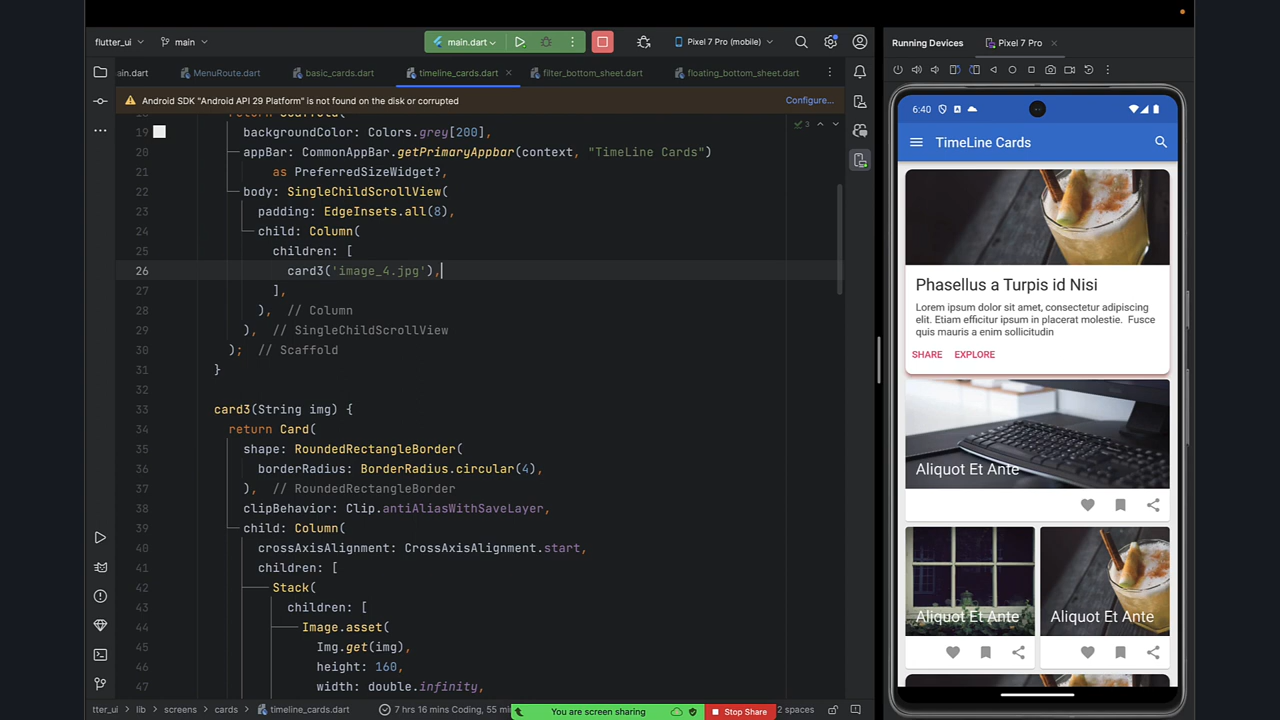 flutter_ui
main
main.dart
Pixel 7 Pro (mobile)
Running Devices
Pixel 7 Pro
ain.dart
MenuRoute.dart
basic_cards.dart
timeline_cards.dart
filter_bottom_sheet.dart
floating_bottom_sheet.dart
Android SDK "Android API 29 Platform" is not found on the disk or corrupted
Configure...
3
19 backgroundColor: Colors.grey[200],
20 appBar: CommonAppBar.getPrimaryAppbar(context, "TimeLine Cards")
21 as PreferredSizeWidget?,
22 body: SingleChildScrollView(
23 padding: EdgeInsets.all(8),
24 child: Column(
25 children: [
26 card3('image_4.jpg'),
27 ],
28 ), // Column
29 ), // SingleChildScrollView
30 ); // Scaffold
31 }
32
33 card3(String img) {
34 return Card(
35 shape: RoundedRectangleBorder(
36 borderRadius: BorderRadius.circular(4),
37 ), // RoundedRectangleBorder
38 clipBehavior: Clip.antiAliasWithSaveLayer,
39 child: Column(
40 crossAxisAlignment: CrossAxisAlignment.start,
41 children: [
42 Stack(
43 children: [
44 Image.asset(
45 Img.get(img),
46 height: 160,
47 width: double.infinity,
tter_ui
lib
screens
cards
timeline_cards.dart
7 hrs 16 mins Coding, 55 mi
You are screen sharing
Stop Share
2 spaces
6:40
TimeLine Cards
Phasellus a Turpis id Nisi
Lorem ipsum dolor sit amet, consectetur adipiscing
elit. Etiam efficitur ipsum in placerat molestie. Fusce
quis mauris a enim sollicitudin
SHARE
EXPLORE
Aliquot Et Ante
Aliquot Et Ante
Aliquot Et Ante